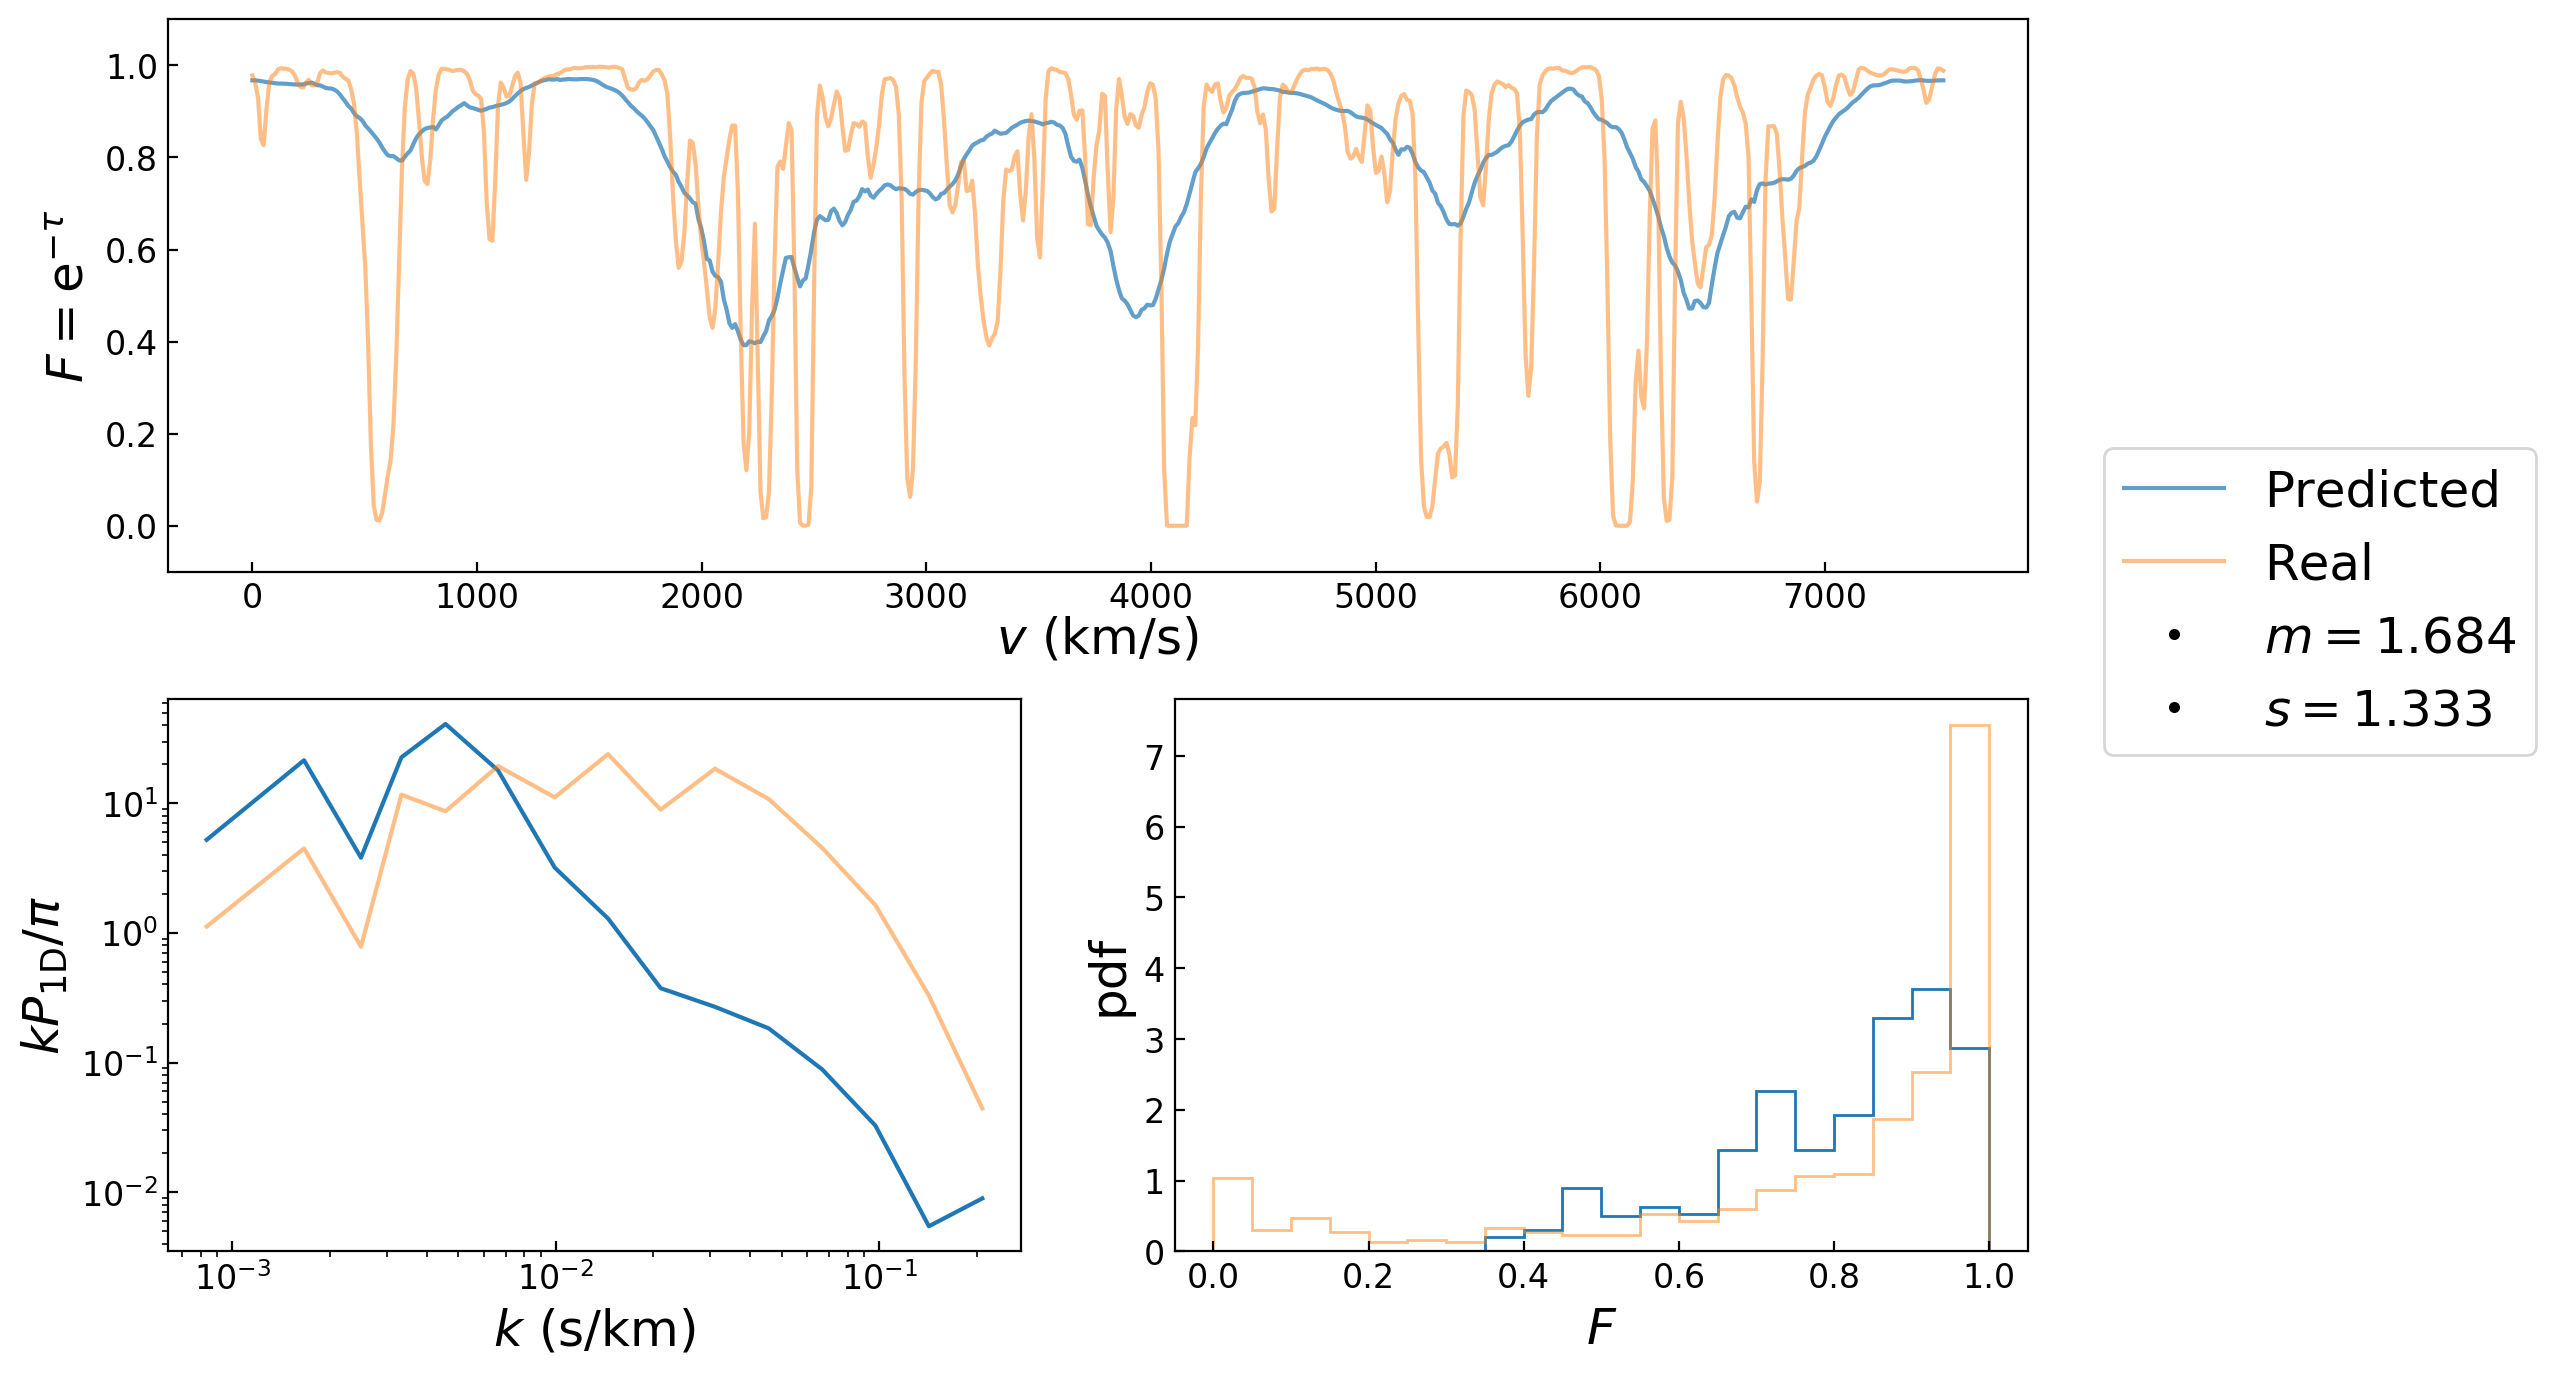 1.0
0.8
0.6
0.4
0.2
0.0
F = e^{-τ}
0 1000 2000 3000 4000 5000 6000 7000
v (km/s)
Predicted
Real
m = 1.684
s = 1.333
10^1
10^0
10^{-1}
10^{-2}
kP_{1D}/π
10^{-3} 10^{-2} 10^{-1}
k (s/km)
7
6
5
4
3
2
1
0
pdf
0.0 0.2 0.4 0.6 0.8 1.0
F